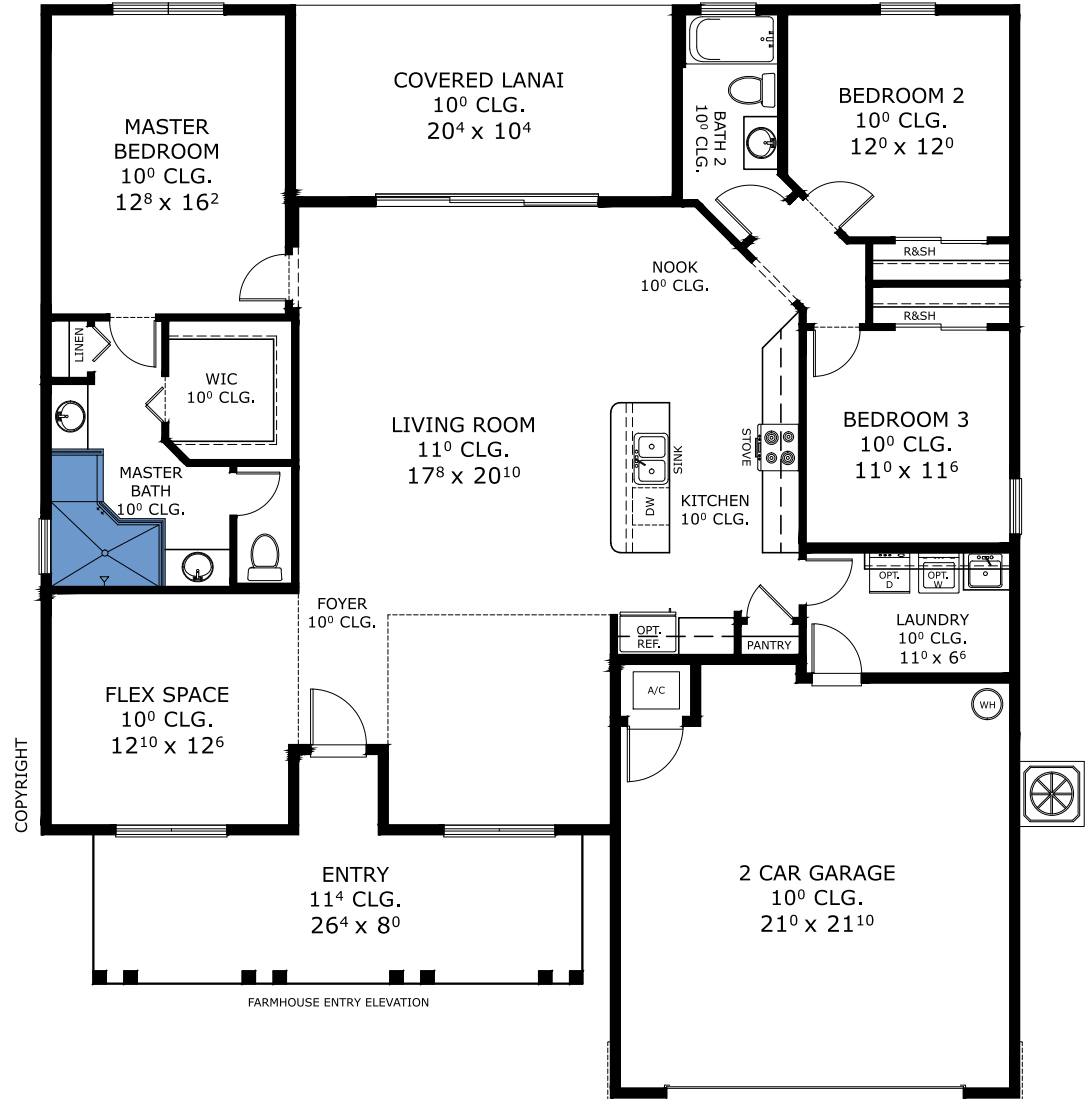 COVERED LANAI
10⁰ CLG.
20⁴ x 10⁴
MASTER
BEDROOM
10⁰ CLG.
12⁸ x 16²
BATH 2
10⁰ CLG.
BEDROOM 2
10⁰ CLG.
12⁰ x 12⁰
R&SH
R&SH
NOOK
10⁰ CLG.
LINEN
WIC
10⁰ CLG.
LIVING ROOM
11⁰ CLG.
17⁸ x 20¹⁰
SINK
DW
STOVE
KITCHEN
10⁰ CLG.
BEDROOM 3
10⁰ CLG.
11⁰ x 11⁶
MASTER
BATH
10⁰ CLG.
OPT.
D
OPT.
W
LAUNDRY
10⁰ CLG.
11⁰ x 6⁶
FOYER
10⁰ CLG.
OPT.
REF.
PANTRY
A/C
WH
FLEX SPACE
10⁰ CLG.
12¹⁰ x 12⁶
COPYRIGHT
ENTRY
11⁴ CLG.
26⁴ x 8⁰
2 CAR GARAGE
10⁰ CLG.
21⁰ x 21¹⁰
FARMHOUSE ENTRY ELEVATION